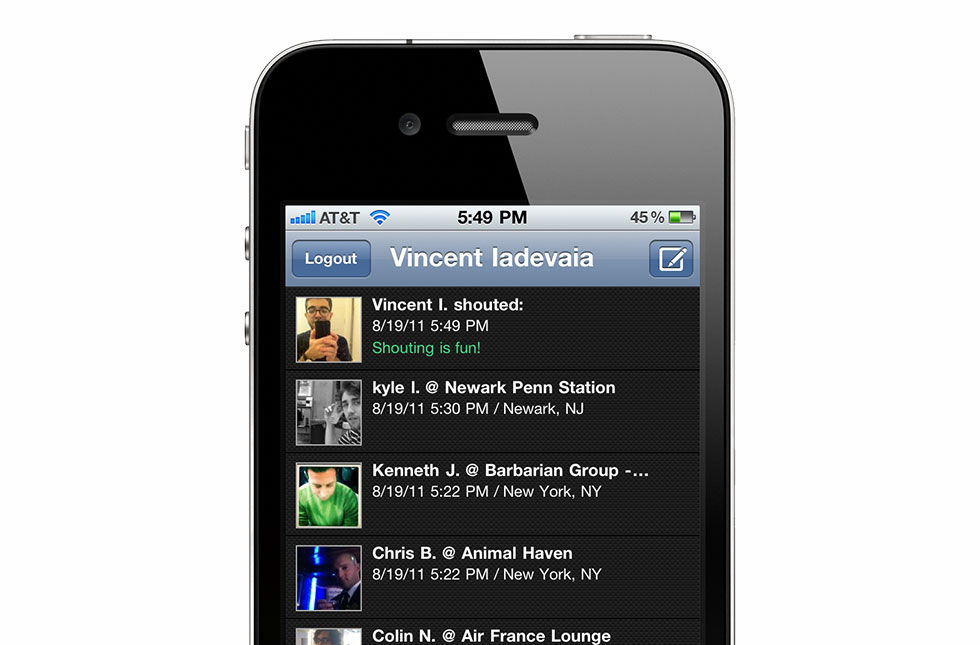 AT&T 5:49 PM 45%
Logout Vincent Iadevaia
Vincent I. shouted:
8/19/11 5:49 PM
Shouting is fun!
kyle l. @ Newark Penn Station
8/19/11 5:30 PM / Newark, NJ
Kenneth J. @ Barbarian Group -...
8/19/11 5:22 PM / New York, NY
Chris B. @ Animal Haven
8/19/11 5:22 PM / New York, NY
Colin N. @ Air France Lounge